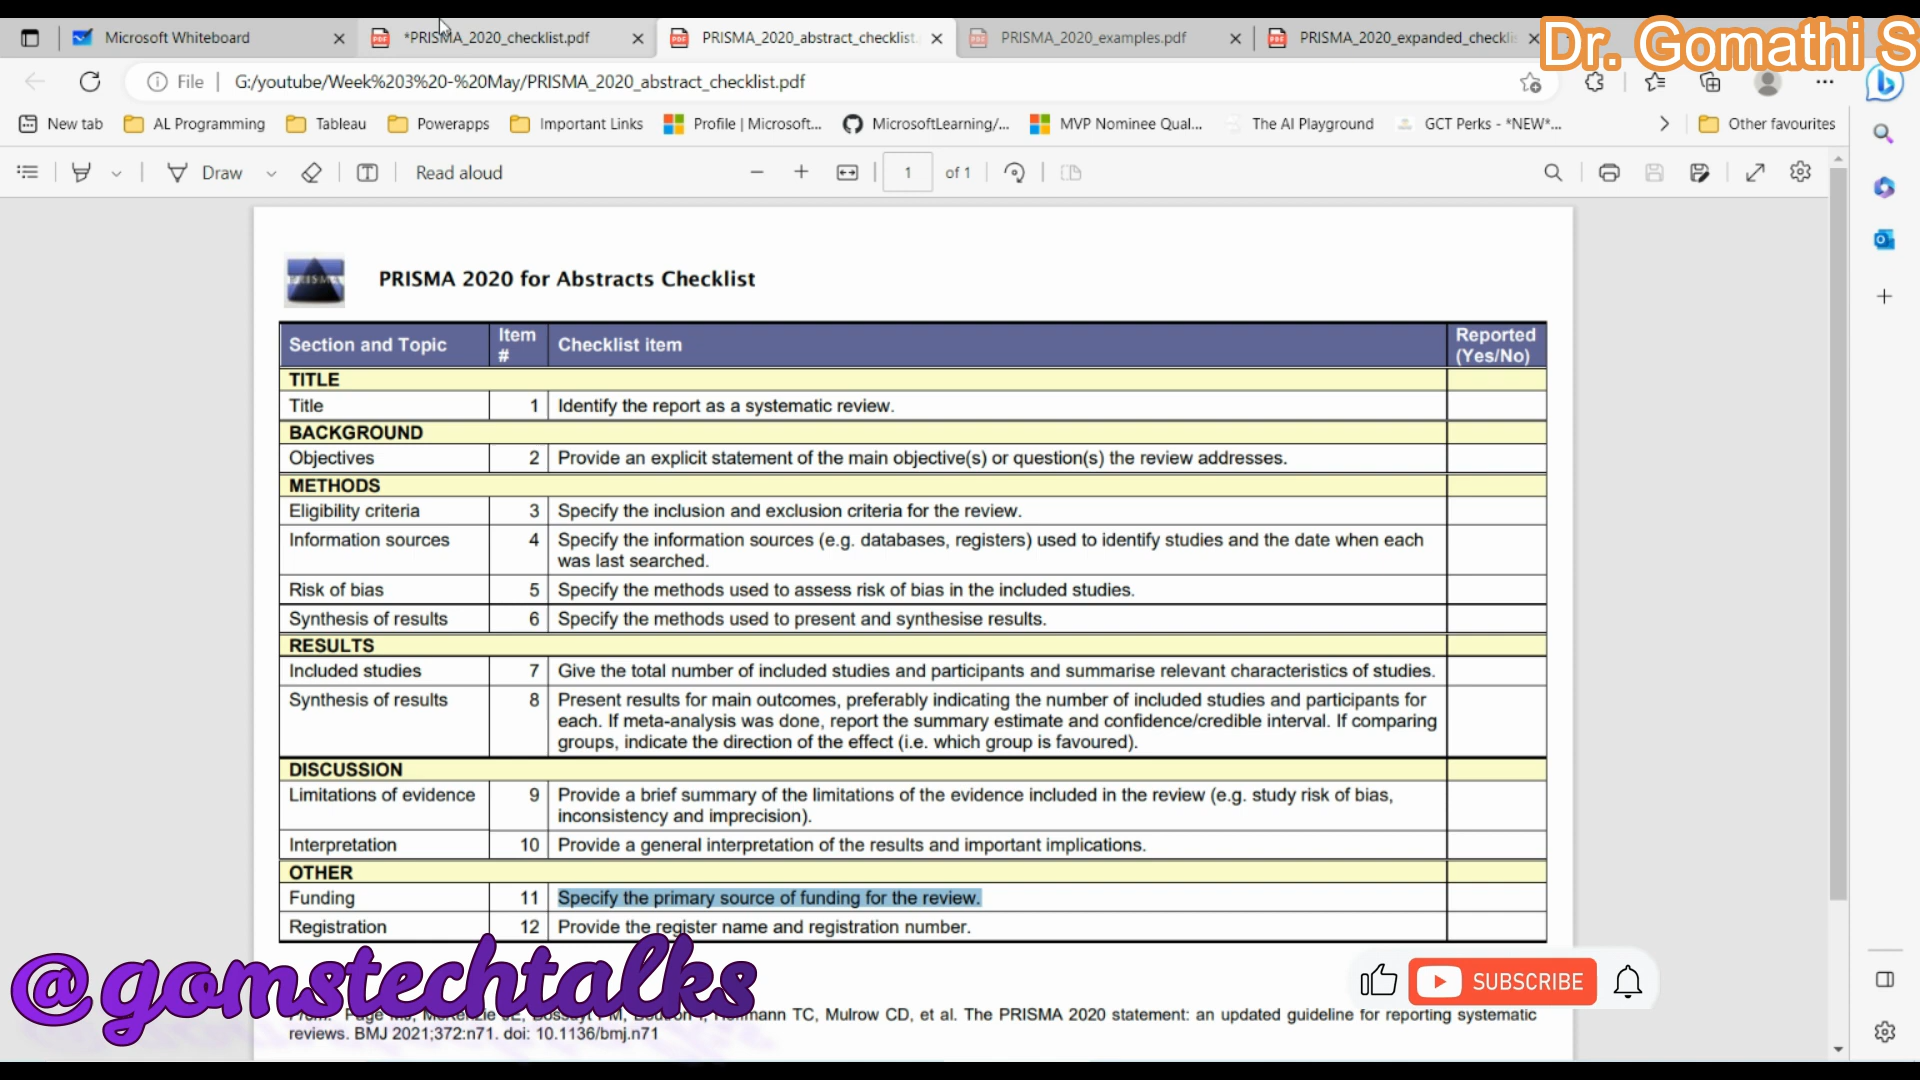 Microsoft Whiteboard
*PRISMA_2020_checklist.pdf
PRISMA_2020_abstract_checklist.
PRISMA_2020_examples.pdf
PRISMA_2020_expanded_checkli
Dr. Gomathi S
File
G:/youtube/Week%203%20-%20May/PRISMA_2020_abstract_checklist.pdf
New tab
AL Programming
Tableau
Powerapps
Important Links
Profile | Microsoft...
MicrosoftLearning/...
MVP Nominee Qual...
The AI Playground
GCT Perks - *NEW*...
Other favourites
Draw
Read aloud
1 of 1
PRISMA 2020 for Abstracts Checklist
Section and Topic
Item #
Checklist item
Reported (Yes/No)
TITLE
Title 1 Identify the report as a systematic review.
BACKGROUND
Objectives 2 Provide an explicit statement of the main objective(s) or question(s) the review addresses.
METHODS
Eligibility criteria 3 Specify the inclusion and exclusion criteria for the review.
Information sources 4 Specify the information sources (e.g. databases, registers) used to identify studies and the date when each
was last searched.
Risk of bias 5 Specify the methods used to assess risk of bias in the included studies.
Synthesis of results 6 Specify the methods used to present and synthesise results.
RESULTS
Included studies 7 Give the total number of included studies and participants and summarise relevant characteristics of studies.
Synthesis of results 8 Present results for main outcomes, preferably indicating the number of included studies and participants for
each. If meta-analysis was done, report the summary estimate and confidence/credible interval. If comparing
groups, indicate the direction of the effect (i.e. which group is favoured).
DISCUSSION
Limitations of evidence 9 Provide a brief summary of the limitations of the evidence included in the review (e.g. study risk of bias,
inconsistency and imprecision).
Interpretation 10 Provide a general interpretation of the results and important implications.
OTHER
Funding 11 Specify the primary source of funding for the review.
Registration 12 Provide the register name and registration number.
@gomstechtalks
SUBSCRIBE
TC, Mulrow CD, et al. The PRISMA 2020 statement: an updated guideline for reporting systematic
reviews. BMJ 2021;372:n71. doi: 10.1136/bmj.n71